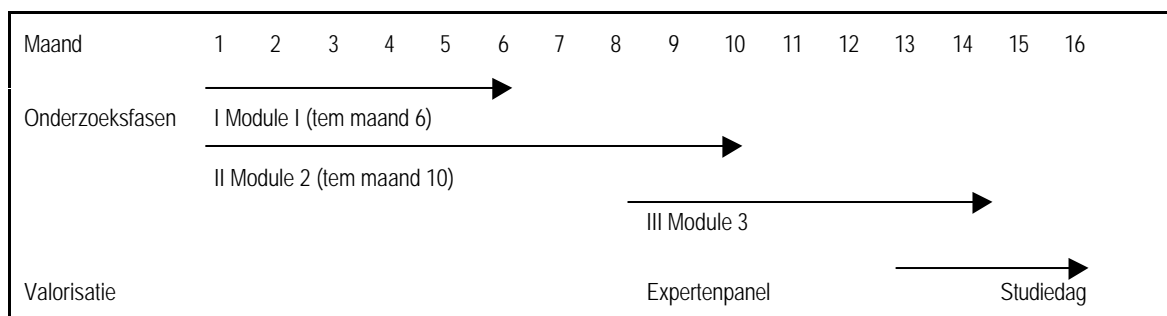 Maand 1 2 3 4 5 6 7 8 9 10 11 12 13 14 15 16
Onderzoeksfasen I Module I (tem maand 6)
II Module 2 (tem maand 10)
III Module 3
Valorisatie Expertenpanel Studiedag